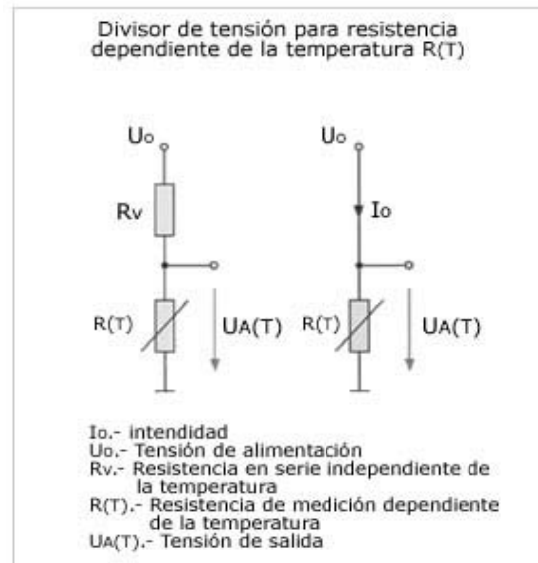 Divisor de tensión para resistencia
dependiente de la temperatura R(T)
Uo
Uo
Rv
Io
R(T)
UA(T)
R(T)
UA(T)
Io.- intendidad
Uo.- Tensión de alimentación
Rv.- Resistencia en serie independiente de
la temperatura
R(T).- Resistencia de medición dependiente
de la temperatura
UA(T).- Tensión de salida